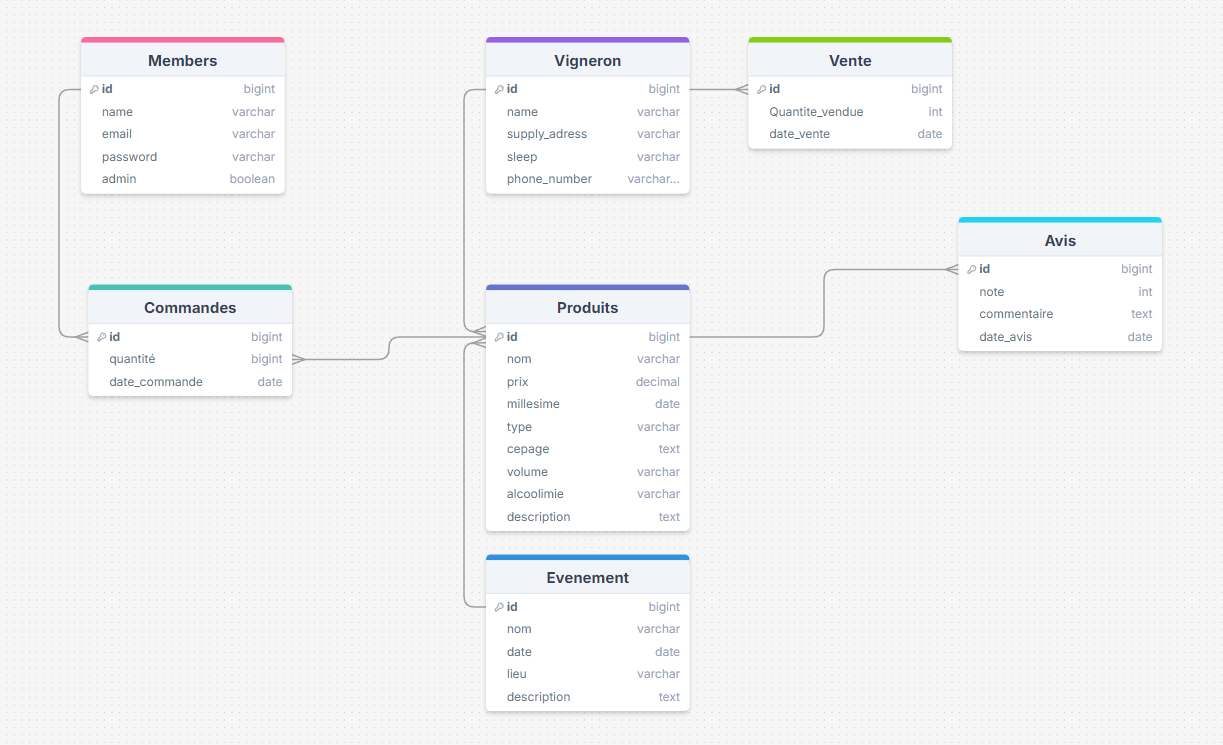 Members
id bigint
name varchar
email varchar
password varchar
admin boolean
Vigneron
id bigint
name varchar
supply_adress varchar
sleep varchar
phone_number varchar...
Vente
id bigint
Quantite_vendue int
date_vente date
Avis
id bigint
note int
commentaire text
date_avis date
Commandes
id bigint
quantité bigint
date_commande date
Produits
id bigint
nom varchar
prix decimal
millesime date
type varchar
cepage text
volume varchar
alcoolimie varchar
description text
Evenement
id bigint
nom varchar
date date
lieu varchar
description text